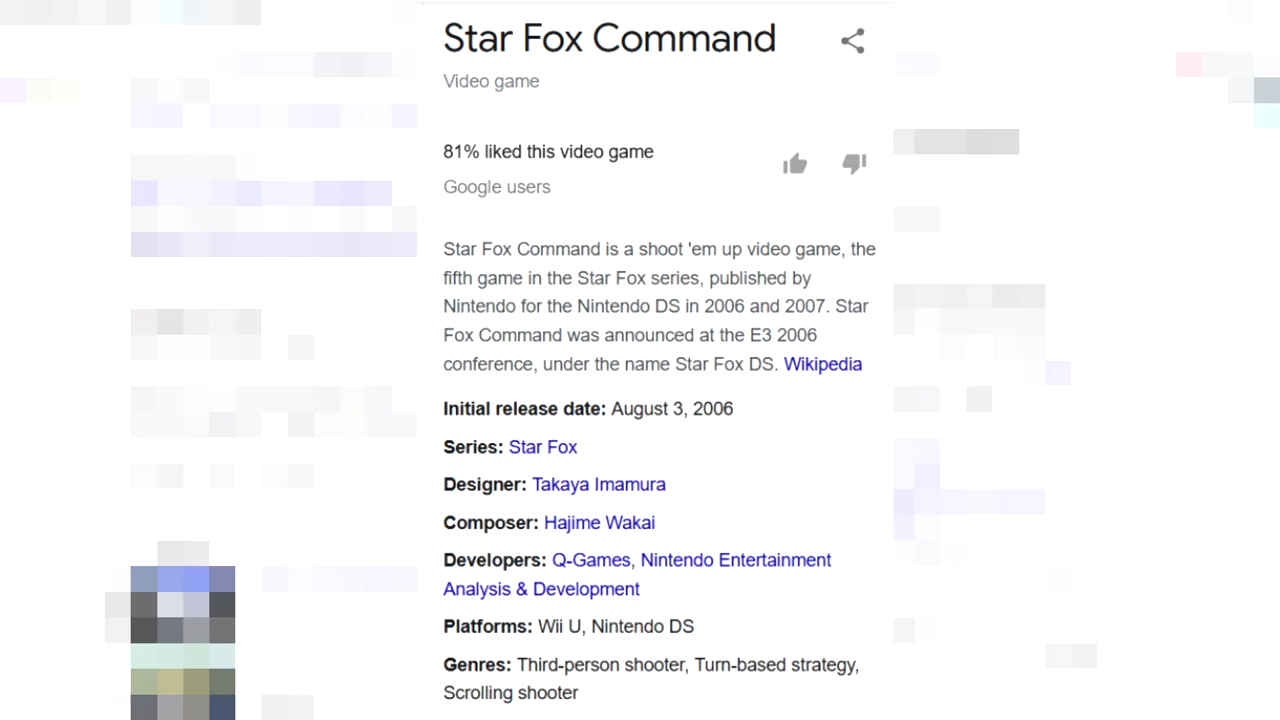 Star Fox Command
Video game
81% liked this video game
Google users
Star Fox Command is a shoot 'em up video game, the
fifth game in the Star Fox series, published by
Nintendo for the Nintendo DS in 2006 and 2007. Star
Fox Command was announced at the E3 2006
conference, under the name Star Fox DS. Wikipedia
Initial release date: August 3, 2006
Series: Star Fox
Designer: Takaya Imamura
Composer: Hajime Wakai
Developers: Q-Games, Nintendo Entertainment
Analysis & Development
Platforms: Wii U, Nintendo DS
Genres: Third-person shooter, Turn-based strategy,
Scrolling shooter